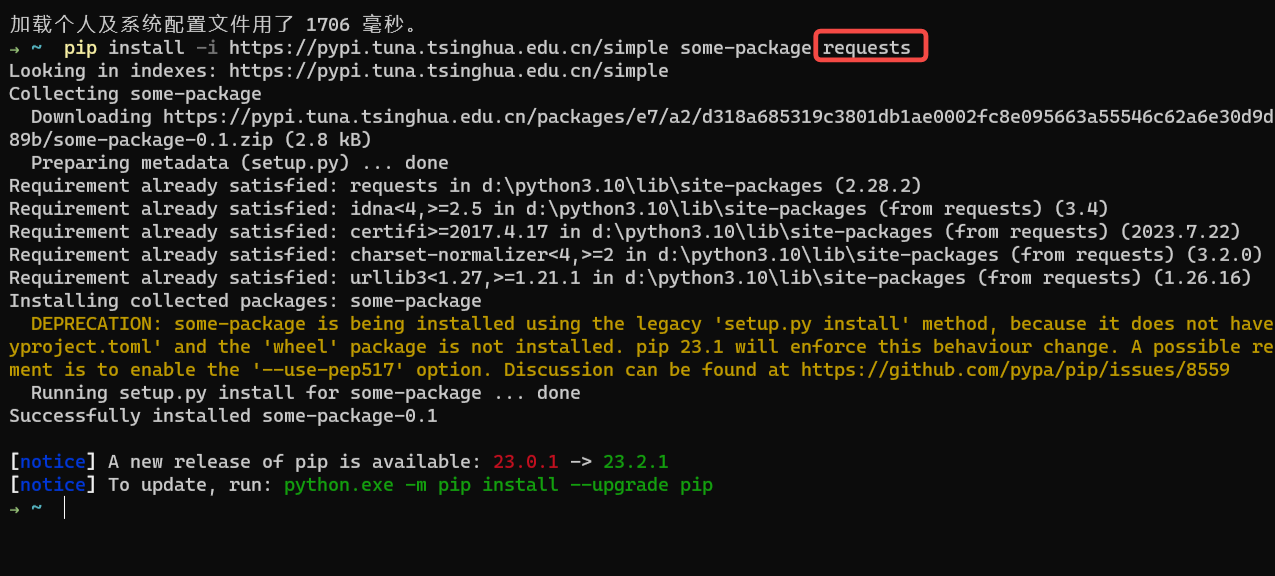 加载个人及系统配置文件用了 1706 毫秒。
→ ~ pip install -i https://pypi.tuna.tsinghua.edu.cn/simple some-package requests
Looking in indexes: https://pypi.tuna.tsinghua.edu.cn/simple
Collecting some-package
  Downloading https://pypi.tuna.tsinghua.edu.cn/packages/e7/a2/d318a685319c3801db1ae0002fc8e095663a55546c62a6e30d9d
89b/some-package-0.1.zip (2.8 kB)
  Preparing metadata (setup.py) ... done
Requirement already satisfied: requests in d:\python3.10\lib\site-packages (2.28.2)
Requirement already satisfied: idna<4,>=2.5 in d:\python3.10\lib\site-packages (from requests) (3.4)
Requirement already satisfied: certifi>=2017.4.17 in d:\python3.10\lib\site-packages (from requests) (2023.7.22)
Requirement already satisfied: charset-normalizer<4,>=2 in d:\python3.10\lib\site-packages (from requests) (3.2.0)
Requirement already satisfied: urllib3<1.27,>=1.21.1 in d:\python3.10\lib\site-packages (from requests) (1.26.16)
Installing collected packages: some-package
  DEPRECATION: some-package is being installed using the legacy 'setup.py install' method, because it does not have
yproject.toml' and the 'wheel' package is not installed. pip 23.1 will enforce this behaviour change. A possible re
ment is to enable the '--use-pep517' option. Discussion can be found at https://github.com/pypa/pip/issues/8559
  Running setup.py install for some-package ... done
Successfully installed some-package-0.1
[notice] A new release of pip is available: 23.0.1 -> 23.2.1
[notice] To update, run: python.exe -m pip install --upgrade pip
→ ~